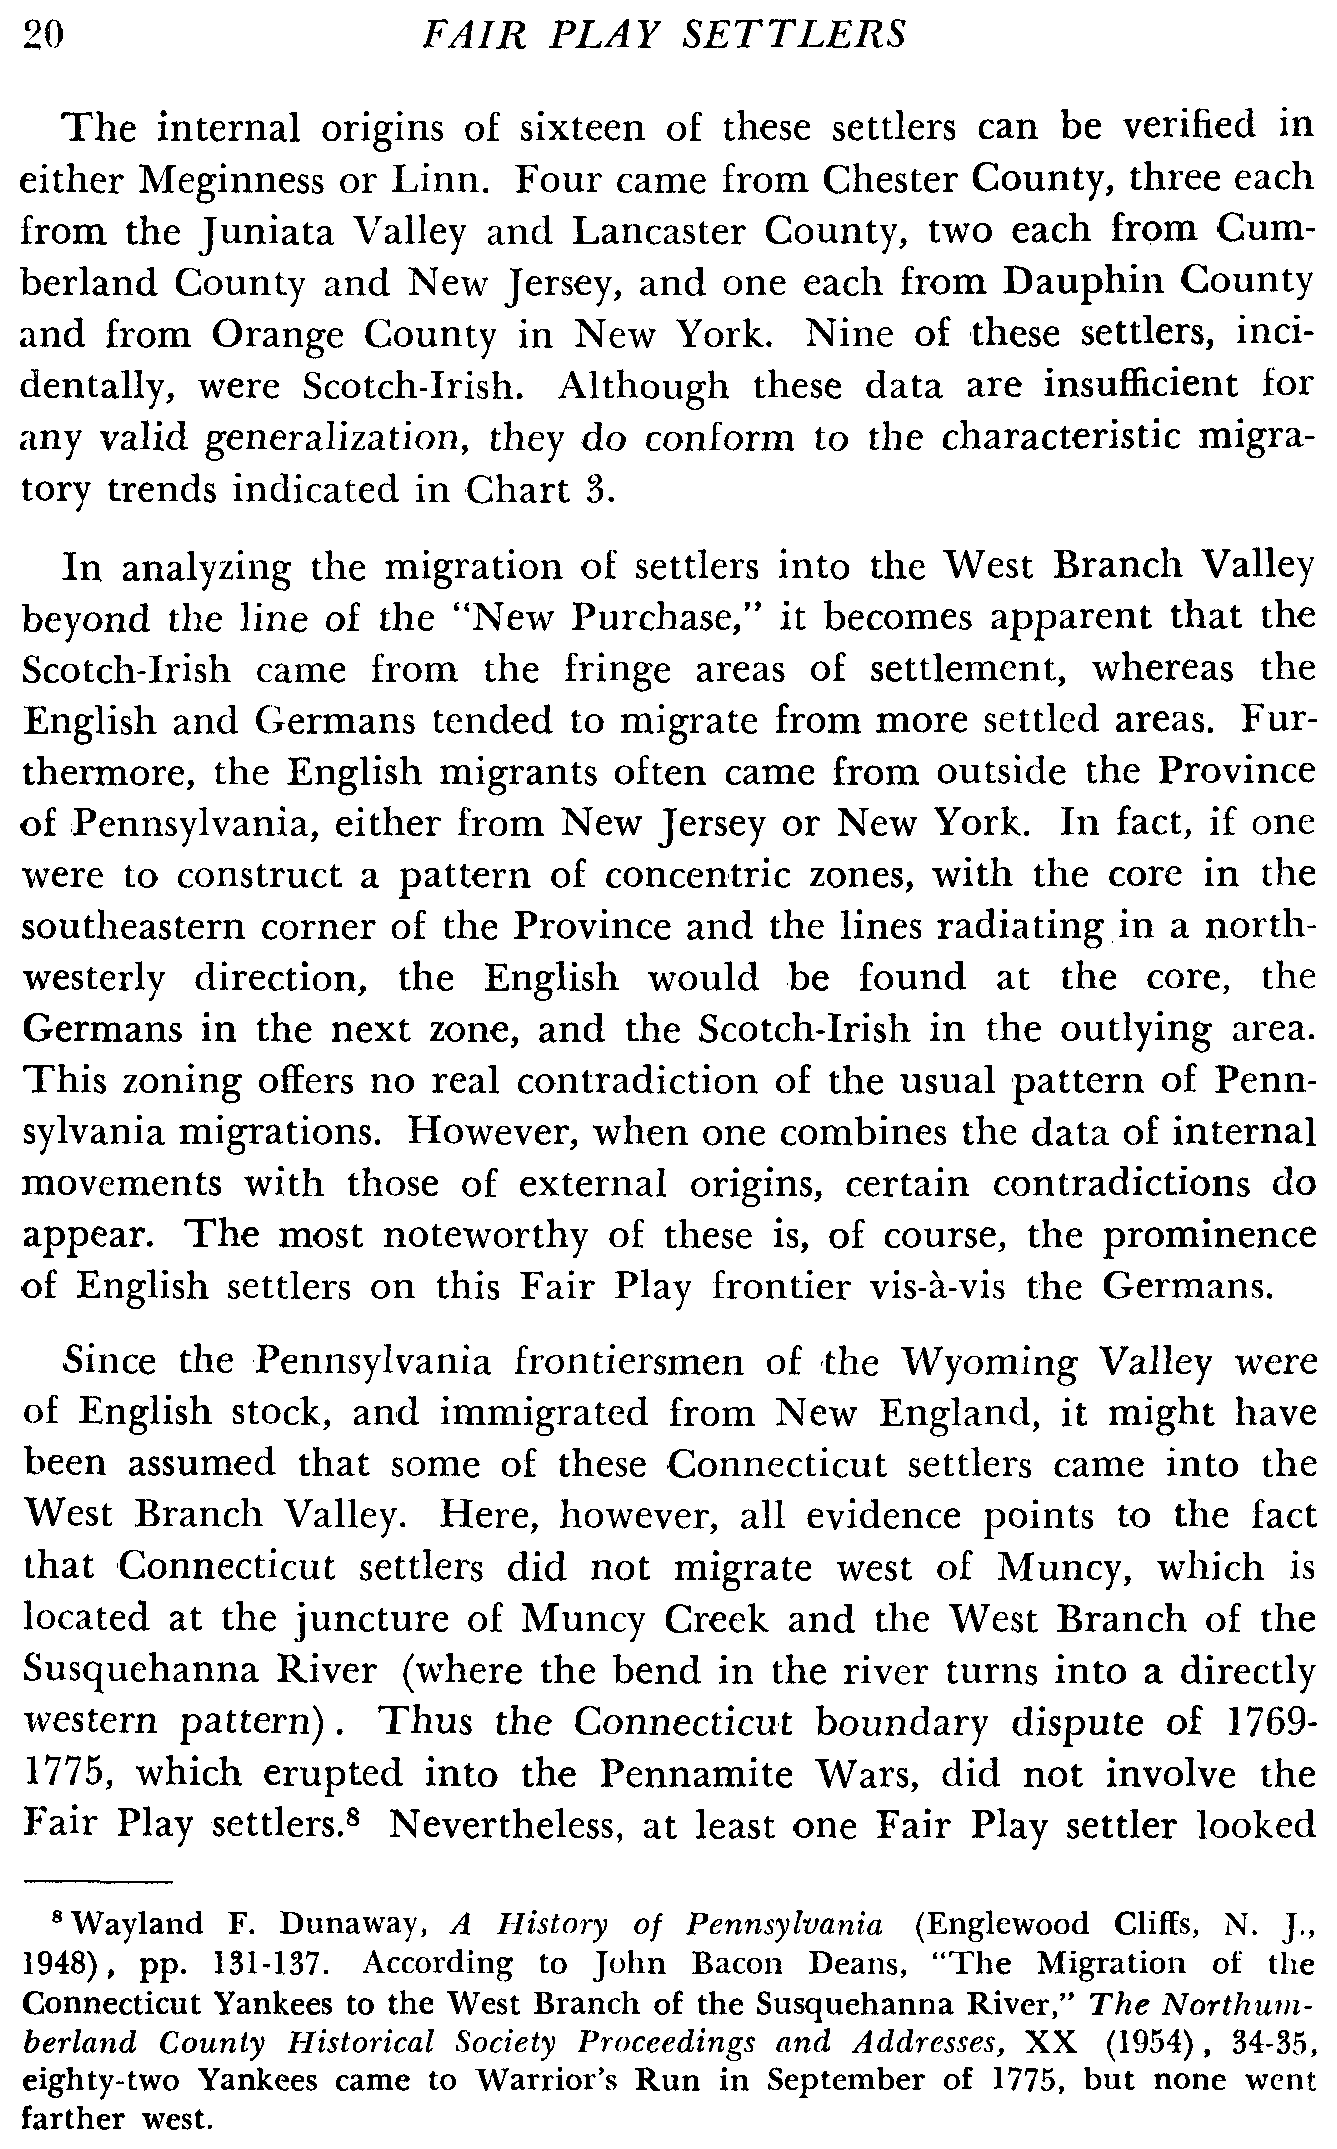 20 FAIR PLAY SETTLERS
The internal origins of sixteen of these settlers can be verified in
either Meginness or Linn. Four came from Chester County, three each
from the Juniata Valley and Lancaster County, two each from Cum-
berland County and New Jersey, and one each from Dauphin County
and from Orange County in New York. Nine of these settlers, inci-
dentally, were Scotch-Irish. Although these data are insufficient for
any valid generalization, they do conform to the characteristic migra-
tory trends indicated in Chart 3.
In analyzing the migration of settlers into the West Branch Valley
beyond the line of the "New Purchase," it becomes apparent that the
Scotch-Irish came from the fringe areas of settlement, whereas the
English and Germans tended to migrate from more settled areas. Fur-
thermore, the English migrants often came from outside the Province
of Pennsylvania, either from New Jersey or New York. In fact, if one
were to construct a pattern of concentric zones, with the core in the
southeastern corner of the Province and the lines radiating in a north-
westerly direction, the English would be found at the core, the
Germans in the next zone, and the Scotch-Irish in the outlying area.
This zoning offers no real contradiction of the usual pattern of Penn-
sylvania migrations. However, when one combines the data of internal
movements with those of external origins, certain contradictions do
appear. The most noteworthy of these is, of course, the prominence
of English settlers on this Fair Play frontier vis-à-vis the Germans.
Since the Pennsylvania frontiersmen of the Wyoming Valley were
of English stock, and immigrated from New England, it might have
been assumed that some of these Connecticut settlers came into the
West Branch Valley. Here, however, all evidence points to the fact
that Connecticut settlers did not migrate west of Muncy, which is
located at the juncture of Muncy Creek and the West Branch of the
Susquehanna River (where the bend in the river turns into a directly
western pattern). Thus the Connecticut boundary dispute of 1769-
1775, which erupted into the Pennamite Wars, did not involve the
Fair Play settlers.⁸ Nevertheless, at least one Fair Play settler looked
⁸ Wayland F. Dunaway, A History of Pennsylvania (Englewood Cliffs, N. J.,
1948), pp. 131-137. According to John Bacon Deans, "The Migration of the
Connecticut Yankees to the West Branch of the Susquehanna River," The Northum-
berland County Historical Society Proceedings and Addresses, XX (1954), 34-35,
eighty-two Yankees came to Warrior's Run in September of 1775, but none went
farther west.